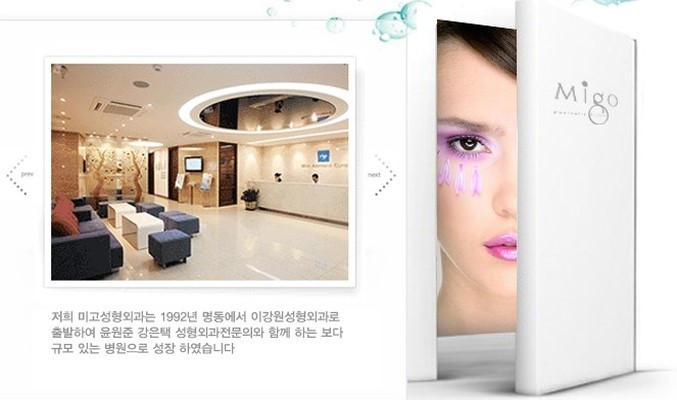 Migo
prev
next
저희 미고성형외과는 1992년 명동에서 이강원성형외과로
출발하여 윤원준 강은택 성형외과전문의와 함께 하는 보다
규모 있는 병원으로 성장 하였습니다